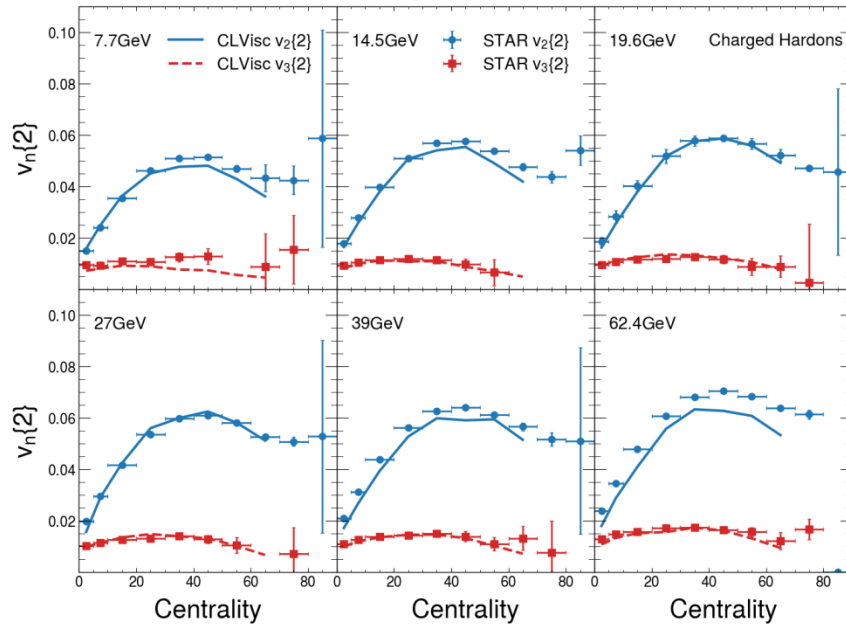 7.7GeV CLVisc v2{2} CLVisc v3{2}
14.5GeV STAR v2{2} STAR v3{2}
19.6GeV Charged Hardons
0.10
0.08
0.06
0.04
0.02
vn{2}
27GeV
39GeV
62.4GeV
0.10
0.08
0.06
0.04
0.02
vn{2}
0 20 40 60 80 0 20 40 60 80 0 20 40 60 80
Centrality Centrality Centrality